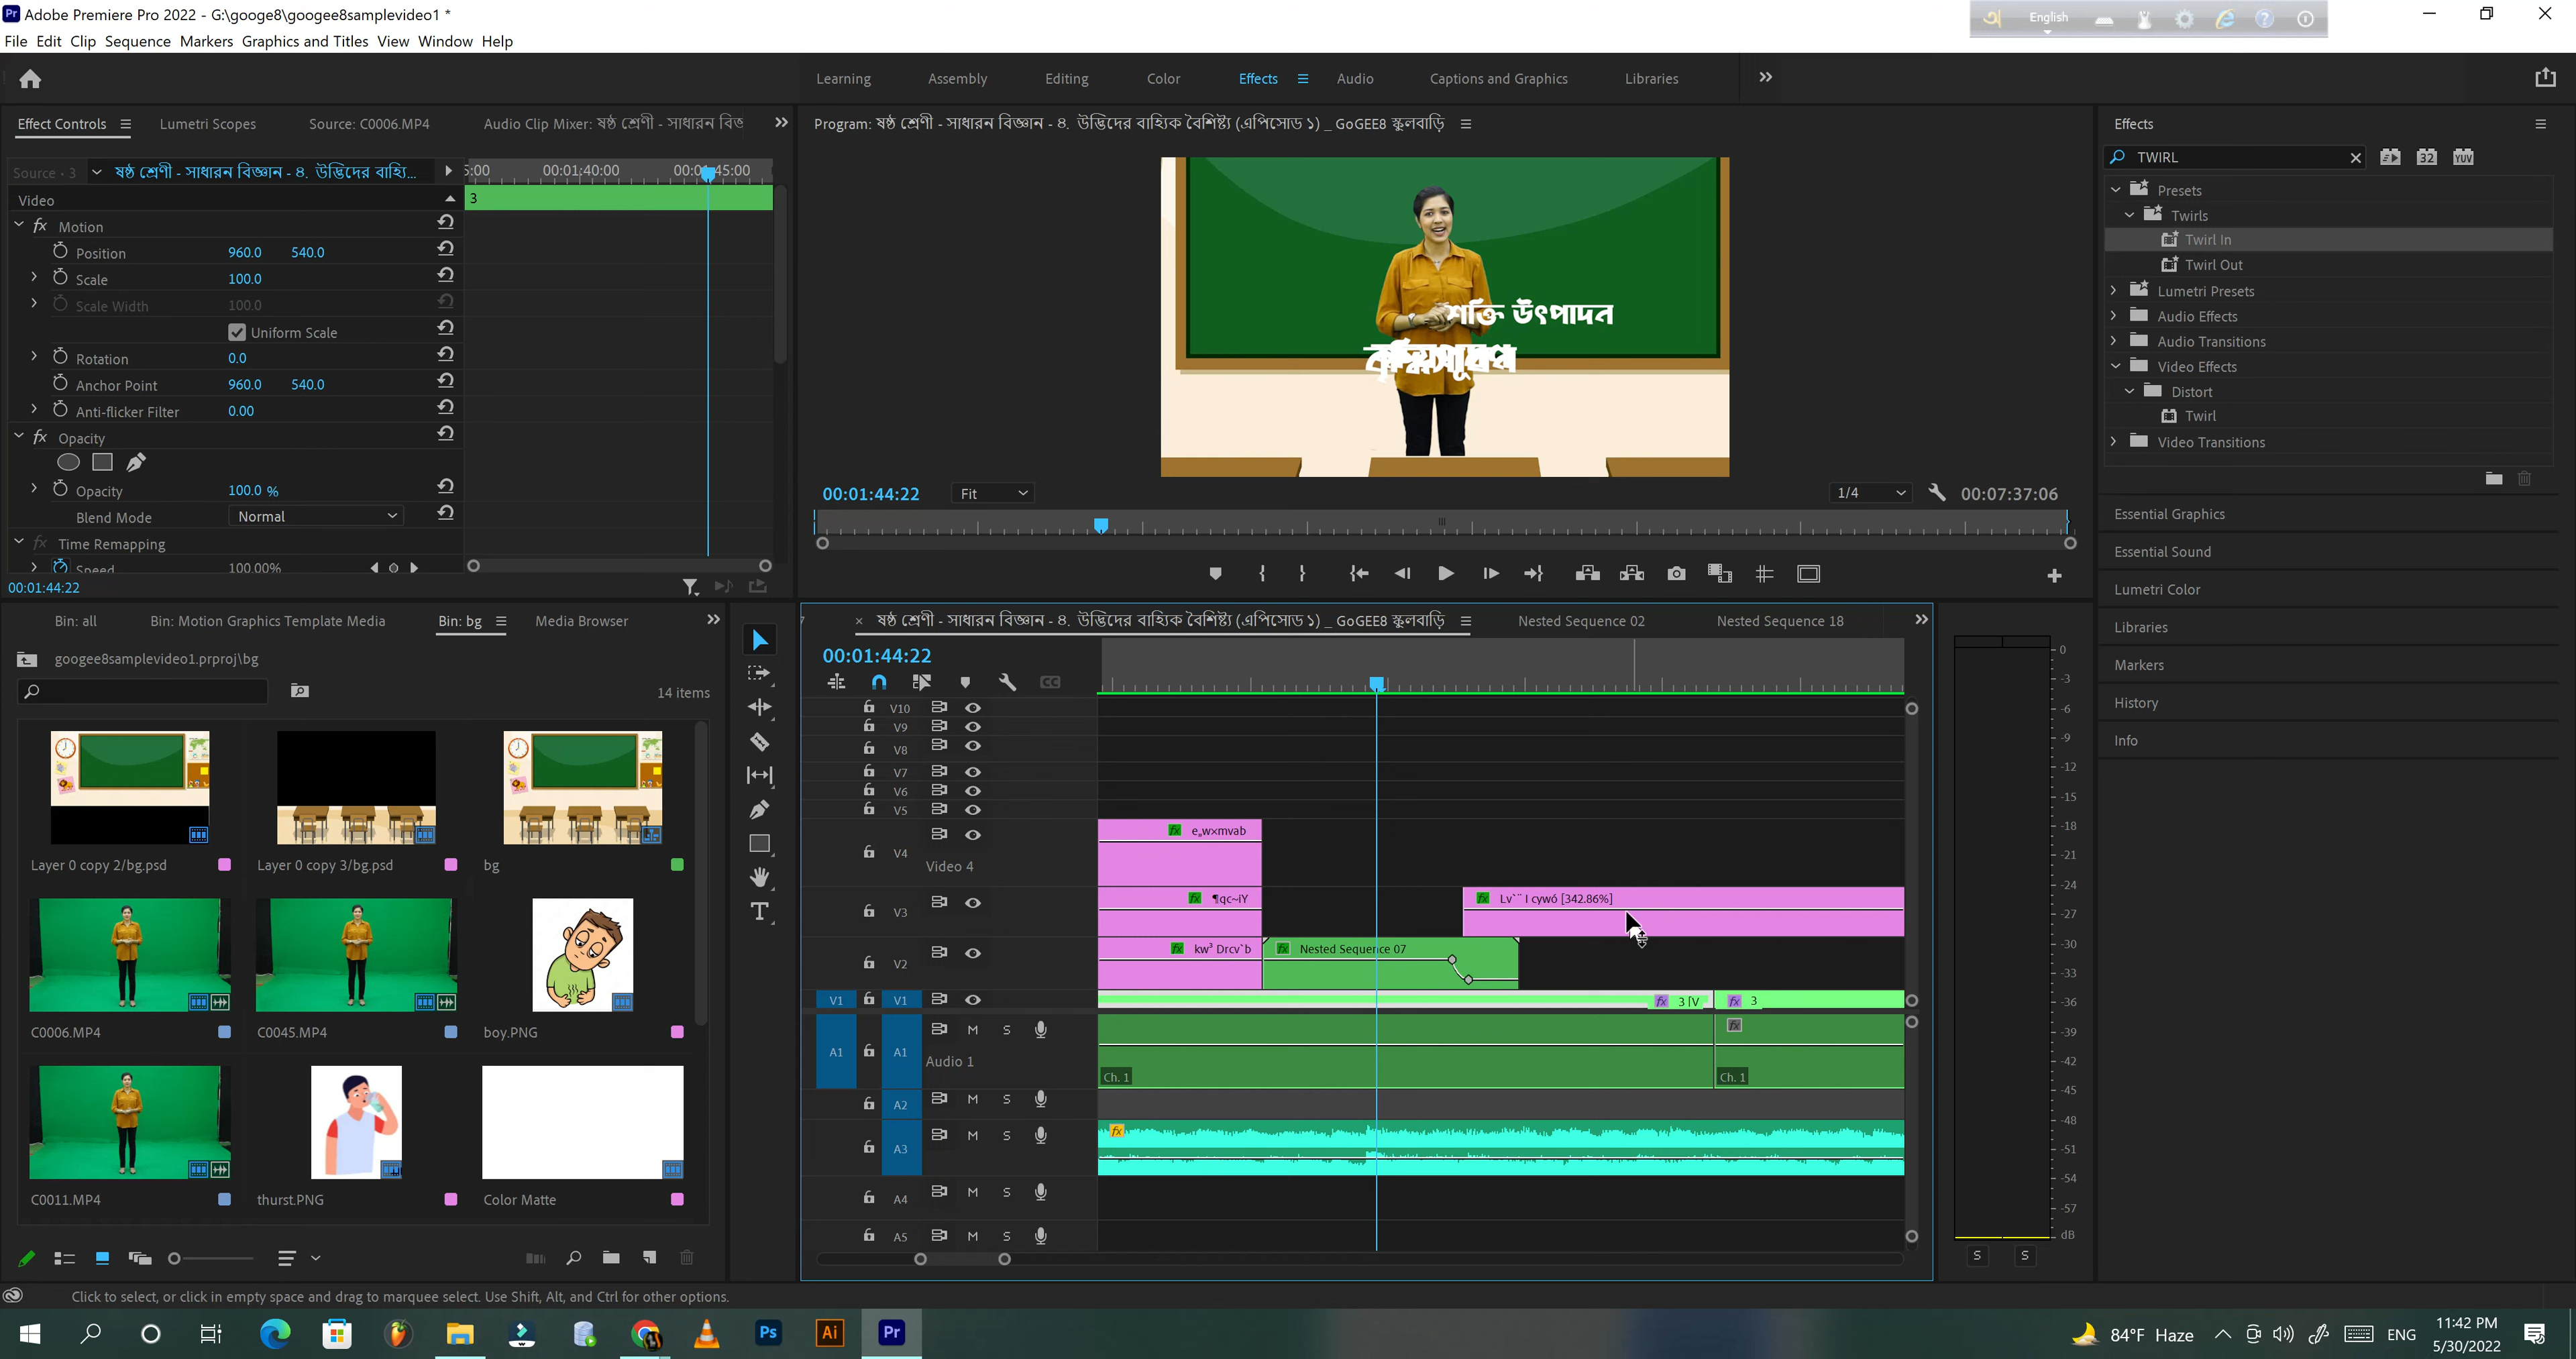 Adobe Premiere Pro 2022 - G:\googe8\googee8samplevideo1 *
English
File Edit Clip Sequence Markers Graphics and Titles View Window Help
Learning Assembly Editing Color Effects Audio Captions and Graphics Libraries
Effect Controls Lumetri Scopes Source: C0006.MP4 Audio Clip Mixer: ষষ্ঠ শ্রেণী - সাধারন বিজ্ঞ
Source - 3 ষষ্ঠ শ্রেণী - সাধারন বিজ্ঞান - ৪. উদ্ভিদের বাহ্যি... 5:00 00:01:40:00 00:01:45:00
Video 3
Motion
Position 960.0 540.0
Scale 100.0
Scale Width 100.0
Uniform Scale
Rotation 0.0
Anchor Point 960.0 540.0
Anti-flicker Filter 0.00
Opacity
Opacity 100.0 %
Blend Mode Normal
Time Remapping
Speed 100.00%
00:01:44:22
Program: ষষ্ঠ শ্রেণী - সাধারন বিজ্ঞান - ৪. উদ্ভিদের বাহ্যিক বৈশিষ্ট্য (এপিসোড ১) _ GoGEE8 স্কুলবাড়ি
শক্তি উৎপাদন
00:01:44:22 Fit 1/4 00:07:37:06
Effects
TWIRL
32
YUV
Presets
Twirls
Twirl In
Twirl Out
Lumetri Presets
Audio Effects
Audio Transitions
Video Effects
Distort
Twirl
Video Transitions
Essential Graphics
Essential Sound
Lumetri Color
Libraries
Markers
History
Info
Bin: all Bin: Motion Graphics Template Media Bin: bg Media Browser
googee8samplevideo1.prproj\bg
14 items
Layer 0 copy 2/bg.psd Layer 0 copy 3/bg.psd bg
C0006.MP4 C0045.MP4 boy.PNG
C0011.MP4 thurst.PNG Color Matte
× ষষ্ঠ শ্রেণী - সাধারন বিজ্ঞান - ৪. উদ্ভিদের বাহ্যিক বৈশিষ্ট্য (এপিসোড ১) _ GoGEE8 স্কুলবাড়ি Nested Sequence 02 Nested Sequence 18
00:01:44:22
V10
V9
V8
V7
V6
V5
V4 Video 4 e„w×mvab
V3 ¶qc~iY Lv`¨ I cywó [342.86%]
V2 kw³ Drcv`b Nested Sequence 07
V1 V1 3 [V 3
A1 A1 M S Audio 1 Ch. 1 Ch. 1
A2 M S
A3 M S
A4 M S
A5 M S
0
-3
-6
-9
-12
-15
-18
-21
-24
-27
-30
-33
-36
-39
-42
-45
-48
-51
-54
-57
dB
S S
Click to select, or click in empty space and drag to marquee select. Use Shift, Alt, and Ctrl for other options.
Ps Ai Pr 84°F Haze ENG 11:42 PM
5/30/2022